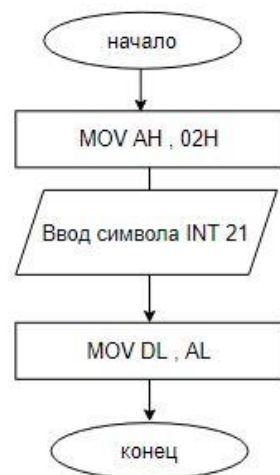 начало
MOV AH , 02H
Ввод символа INT 21
MOV DL , AL
конец